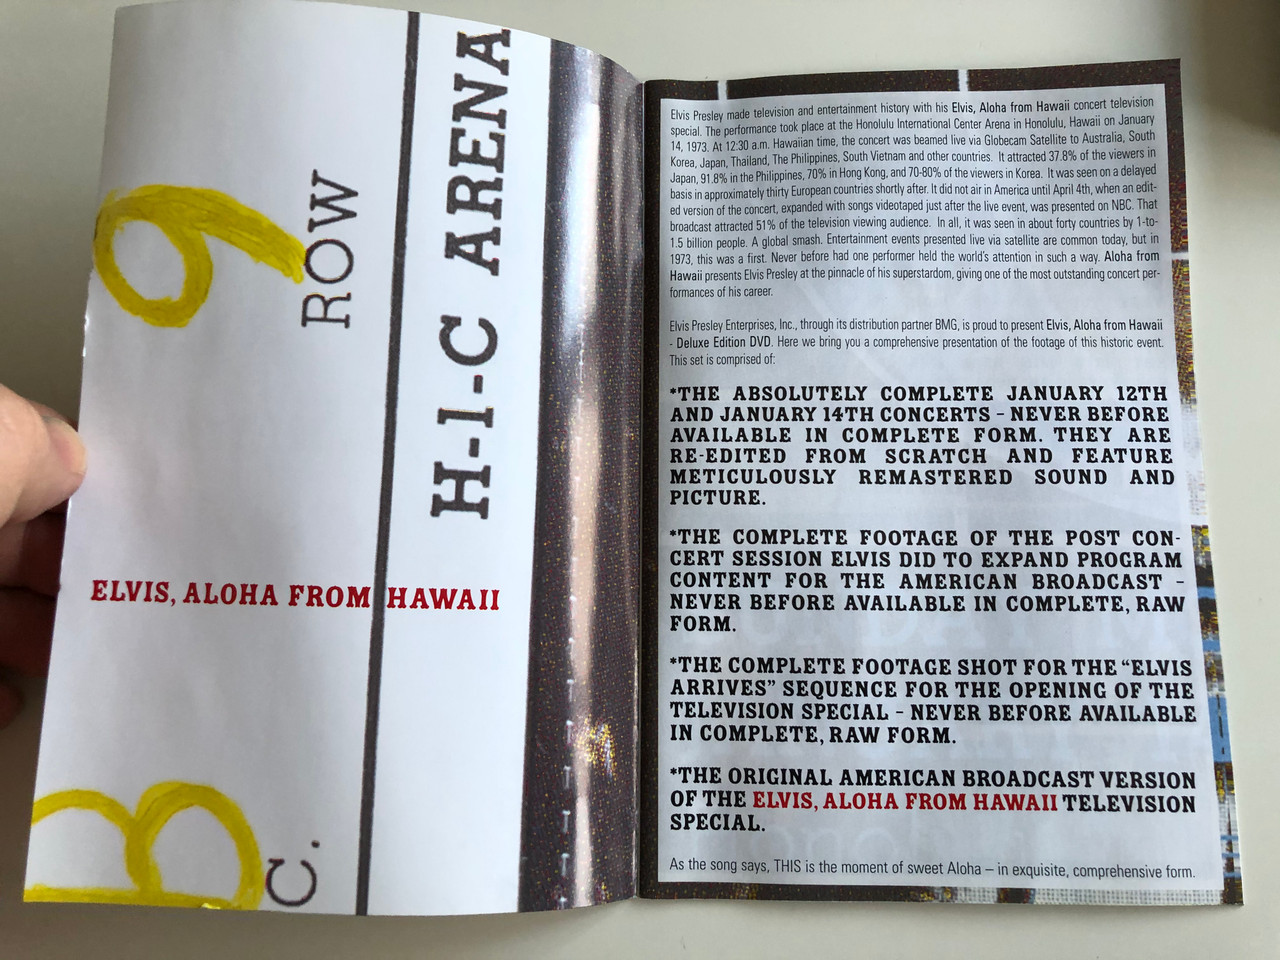 9
ROW
H-I-C ARENA
ELVIS, ALOHA FROM HAWAII
B
C.
Elvis Presley made television and entertainment history with his Elvis, Aloha from Hawaii concert television
special. The performance took place at the Honolulu International Center Arena in Honolulu, Hawaii on January
14, 1973. At 12:30 a.m. Hawaiian time, the concert was beamed live via Globecam Satellite to Australia, South
Korea, Japan, Thailand, The Philippines, South Vietnam and other countries. It attracted 37.8% of the viewers in
Japan, 91.8% in the Philippines, 70% in Hong Kong, and 70-80% of the viewers in Korea. It was seen on a delayed
basis in approximately thirty European countries shortly after. It did not air in America until April 4th, when an edit-
ed version of the concert, expanded with songs videotaped just after the live event, was presented on NBC. That
broadcast attracted 51% of the television viewing audience. In all, it was seen in about forty countries by 1-to-
1.5 billion people. A global smash. Entertainment events presented live via satellite are common today, but in
1973, this was a first. Never before had one performer held the world's attention in such a way. Aloha from
Hawaii presents Elvis Presley at the pinnacle of his superstardom, giving one of the most outstanding concert per-
formances of his career.
Elvis Presley Enterprises, Inc., through its distribution partner BMG, is proud to present Elvis, Aloha from Hawaii
- Deluxe Edition DVD. Here we bring you a comprehensive presentation of the footage of this historic event.
This set is comprised of:
*THE ABSOLUTELY COMPLETE JANUARY 12TH
AND JANUARY 14TH CONCERTS - NEVER BEFORE
AVAILABLE IN COMPLETE FORM. THEY ARE
RE-EDITED FROM SCRATCH AND FEATURE
METICULOUSLY REMASTERED SOUND AND
PICTURE.
*THE COMPLETE FOOTAGE OF THE POST CON-
CERT SESSION ELVIS DID TO EXPAND PROGRAM
CONTENT FOR THE AMERICAN BROADCAST -
NEVER BEFORE AVAILABLE IN COMPLETE, RAW
FORM.
*THE COMPLETE FOOTAGE SHOT FOR THE "ELVIS
ARRIVES" SEQUENCE FOR THE OPENING OF THE
TELEVISION SPECIAL - NEVER BEFORE AVAILABLE
IN COMPLETE, RAW FORM.
*THE ORIGINAL AMERICAN BROADCAST VERSION
OF THE ELVIS, ALOHA FROM HAWAII TELEVISION
SPECIAL.
As the song says, THIS is the moment of sweet Aloha – in exquisite, comprehensive form.